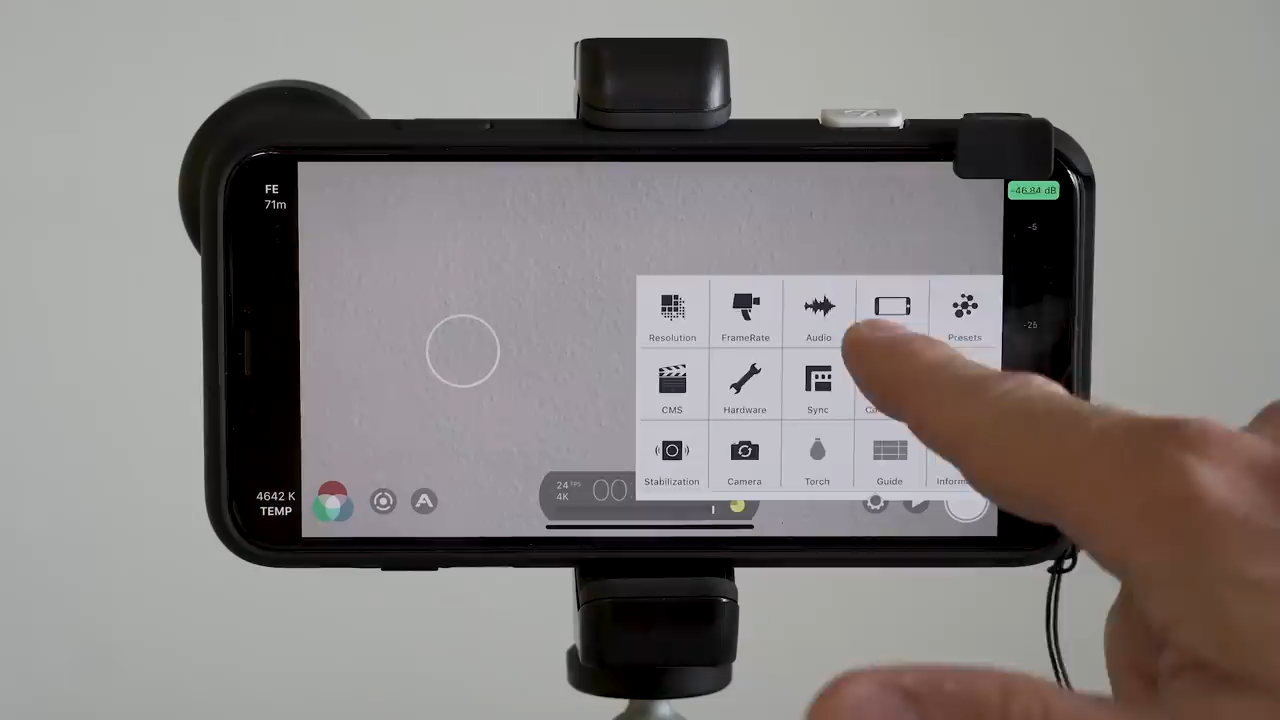 FE
71m
-46.84 dB
-5
-25
Resolution
FrameRate
Audio
Presets
CMS
Hardware
Sync
Stabilization
Camera
Torch
Guide
24 FPS
4K
00:
4642 K
TEMP
A